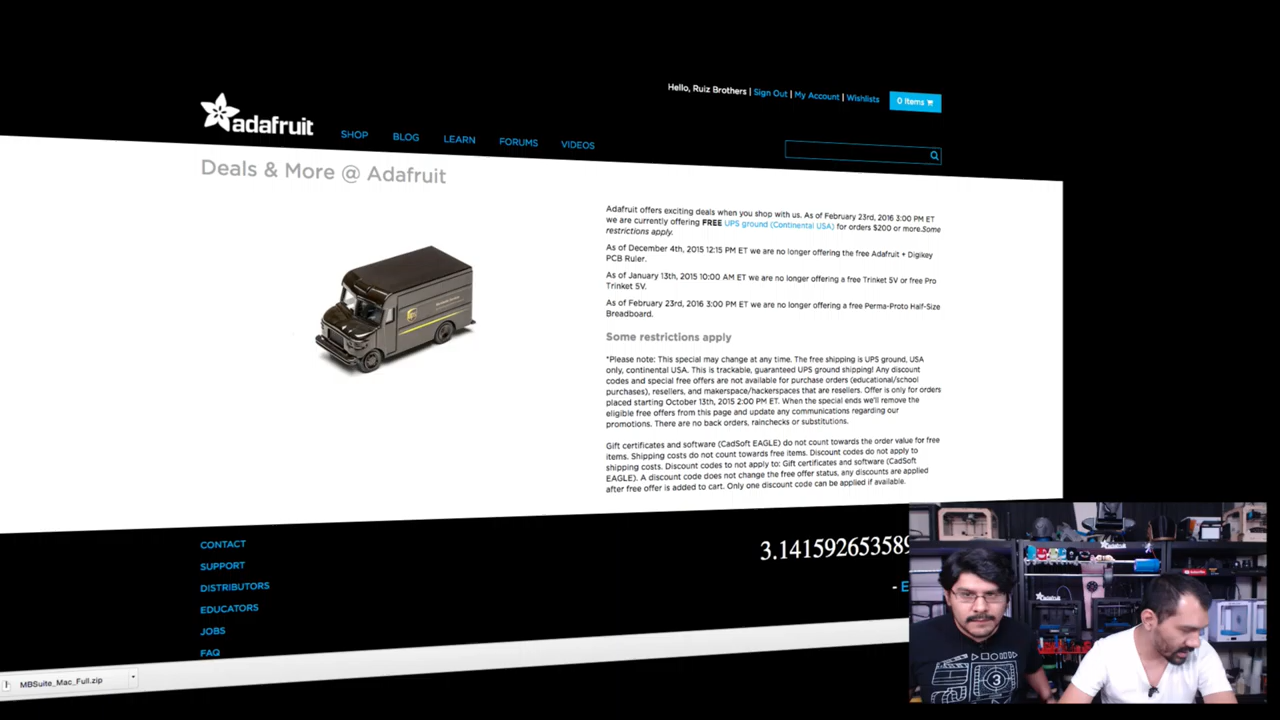 Hello, Ruiz Brothers | Sign Out | My Account | Wishlists
0 Items
adafruit
SHOP BLOG LEARN FORUMS VIDEOS
Deals & More @ Adafruit
Adafruit offers exciting deals when you shop with us. As of February 23rd, 2016 3:00 PM ET
we are currently offering FREE UPS ground (Continental USA) for orders $200 or more.Some
restrictions apply.
As of December 4th, 2015 12:15 PM ET we are no longer offering the free Adafruit + Digikey
PCB Ruler.
As of January 13th, 2015 10:00 AM ET we are no longer offering a free Trinket 5V or free Pro
Trinket 5V.
As of February 23rd, 2016 3:00 PM ET we are no longer offering a free Perma-Proto Half-Size
Breadboard.
Some restrictions apply
*Please note: This special may change at any time. The free shipping is UPS ground, USA
only, continental USA. This is trackable, guaranteed UPS ground shipping! Any discount
codes and special free offers are not available for purchase orders (educational/school
purchases), resellers, and makerspace/hackerspaces that are resellers. Offer is only for orders
placed starting October 13th, 2015 2:00 PM ET. When the special ends we'll remove the
eligible free offers from this page and update any communications regarding our
promotions. There are no back orders, rainchecks or substitutions.
Gift certificates and software (CadSoft EAGLE) do not count towards the order value for free
items. Shipping costs do not count towards free items. Discount codes do not apply to
shipping costs. Discount codes to not apply to: Gift certificates and software (CadSoft
EAGLE). A discount code does not change the free offer status, any discounts are applied
after free offer is added to cart. Only one discount code can be applied if available.
CONTACT
SUPPORT
DISTRIBUTORS
EDUCATORS
JOBS
FAQ
3.14159265358
- E
MBSuite_Mac_Full.zip